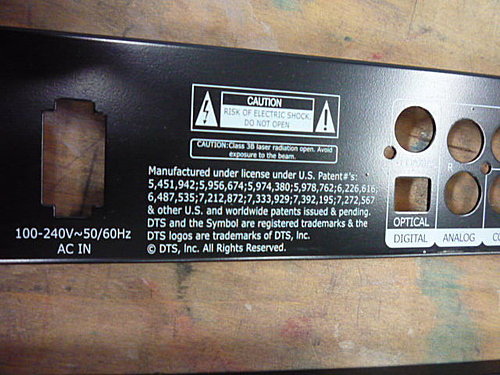 CAUTION
RISK OF ELECTRIC SHOCK.
DO NOT OPEN
CAUTION:Class 3B laser radiation open. Avoid
exposure to the beam.
Manufactured under license under U.S. Patent#'s:
5,451,942;5,956,674;5,974,380;5,978,762;6,226,616;
6,487,535;7,212,872;7,333,929;7,392,195;7,272,567
& other U.S. and worldwide patents issued & pending.
DTS and the Symbol are registered trademarks & the
DTS logos are trademarks of DTS, Inc.
© DTS, Inc. All Rights Reserved.
100-240V~50/60Hz
AC IN
OPTICAL
DIGITAL
ANALOG